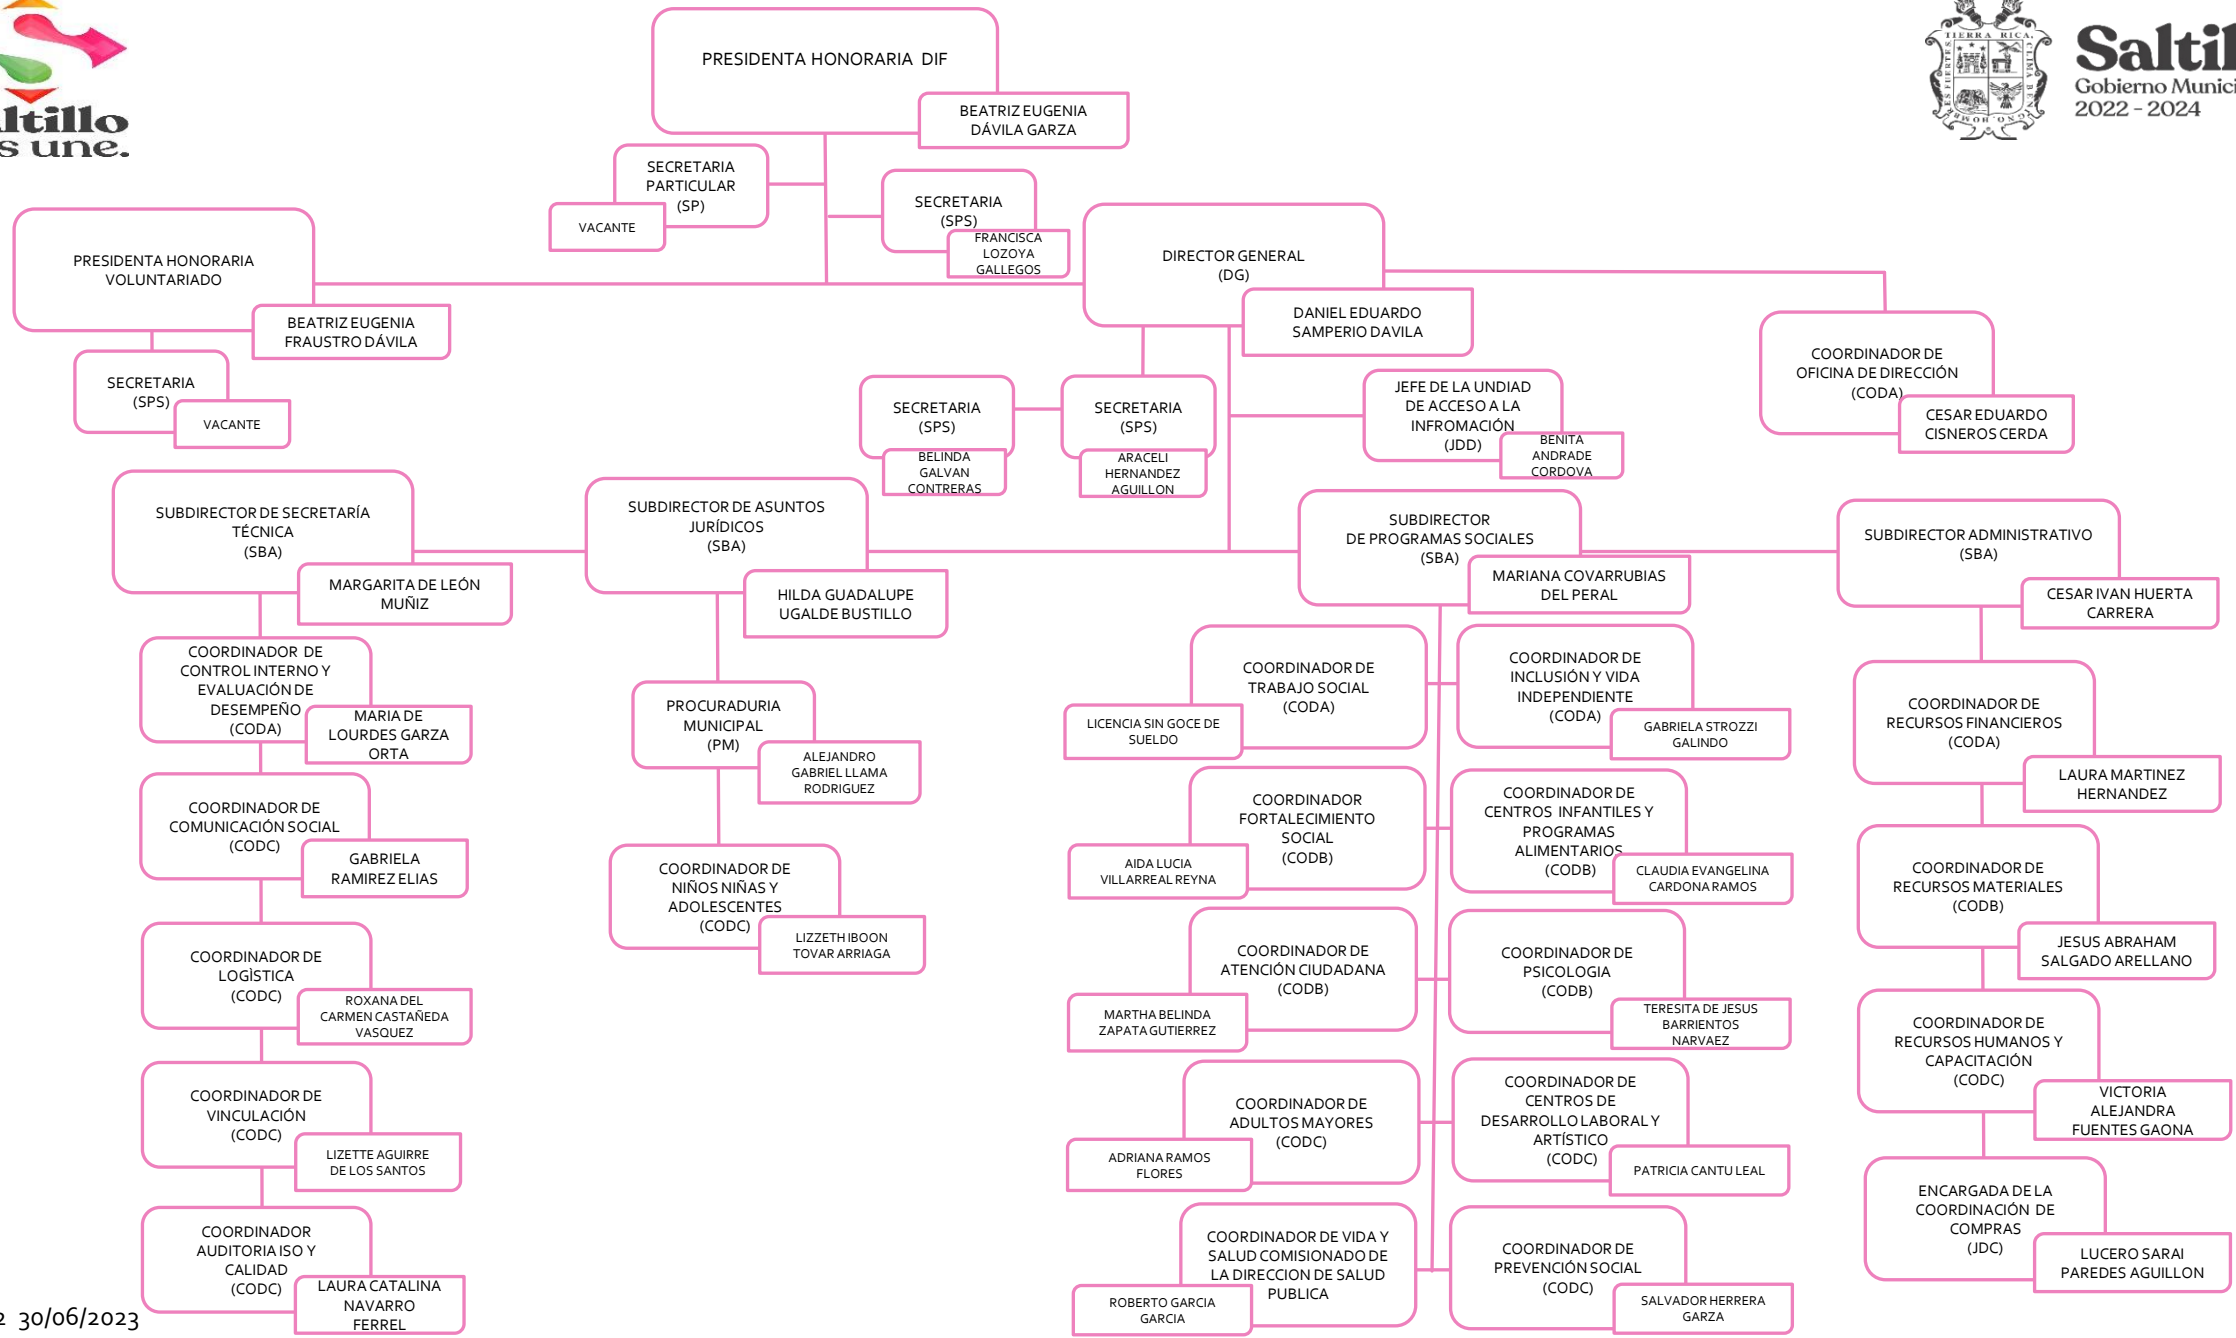 PRESIDENTA HONORARIA  DIF
BEATRIZ EUGENIA
DÁVILA GARZA
TIERRA RICA,
Gobierno
2022 - 2024
une.
SECRETARIA
PARTICULAR
(SP)
VACANTE
SECRETARIA
(SPS)
FRANCISCA
LOZOYA
GALLEGOS
PRESIDENTA HONORARIA
VOLUNTARIADO
BEATRIZ EUGENIA
FRAUSTRO DÁVILA
SECRETARIA
(SPS)
VACANTE
DIRECTOR GENERAL
(DG)
DANIEL EDUARDO
SAMPERIO DAVILA
COORDINADOR DE
OFICINA DE DIRECCIÓN
(CODA)
CESAR EDUARDO
CISNEROS CERDA
SECRETARIA
(SPS)
BELINDA
GALVAN
CONTRERAS
SECRETARIA
(SPS)
ARACELI
HERNANDEZ
AGUILLON
JEFE DE LA UNDIAD
DE ACCESO A LA
INFROMACIÓN
(JDD)
BENITA
ANDRADE
CORDOVA
SUBDIRECTOR DE SECRETARÍA
TÉCNICA
(SBA)
MARGARITA DE LEÓN
MUÑIZ
COORDINADOR  DE
CONTROL INTERNO Y
EVALUACIÓN DE
DESEMPEÑO
(CODA)
MARIA DE
LOURDES GARZA
ORTA
COORDINADOR DE
COMUNICACIÓN SOCIAL
(CODC)
GABRIELA
RAMIREZ ELIAS
COORDINADOR DE
LOGÌSTICA
(CODC)
ROXANA DEL
CARMEN CASTAÑEDA
VASQUEZ
COORDINADOR DE
VINCULACIÓN
(CODC)
LIZETTE AGUIRRE
DE LOS SANTOS
COORDINADOR
AUDITORIA ISO Y
CALIDAD
(CODC)
LAURA CATALINA
NAVARRO
FERREL
SUBDIRECTOR DE ASUNTOS
JURÍDICOS
(SBA)
HILDA GUADALUPE
UGALDE BUSTILLO
PROCURADURIA
MUNICIPAL
(PM)
ALEJANDRO
GABRIEL LLAMA
RODRIGUEZ
COORDINADOR DE
NIÑOS NIÑAS Y
ADOLESCENTES
(CODC)
LIZZETH IBOON
TOVAR ARRIAGA
SUBDIRECTOR
DE PROGRAMAS SOCIALES
(SBA)
MARIANA COVARRUBIAS
DEL PERAL
COORDINADOR DE
TRABAJO SOCIAL
(CODA)
LICENCIA SIN GOCE DE
SUELDO
COORDINADOR DE
INCLUSIÓN Y VIDA
INDEPENDIENTE
(CODA)
GABRIELA STROZZI
GALINDO
COORDINADOR
FORTALECIMIENTO
SOCIAL
(CODB)
AIDA LUCIA
VILLARREAL REYNA
COORDINADOR DE
CENTROS  INFANTILES Y
PROGRAMAS
ALIMENTARIOS
(CODB)
CLAUDIA EVANGELINA
CARDONA RAMOS
COORDINADOR DE
ATENCIÓN CIUDADANA
(CODB)
MARTHA BELINDA
ZAPATA GUTIERREZ
COORDINADOR DE
PSICOLOGIA
(CODB)
TERESITA DE JESUS
BARRIENTOS
NARVAEZ
COORDINADOR DE
ADULTOS MAYORES
(CODC)
ADRIANA RAMOS
FLORES
COORDINADOR DE
CENTROS DE
DESARROLLO LABORAL Y
ARTÍSTICO
(CODC)
PATRICIA CANTU LEAL
COORDINADOR DE VIDA Y
SALUD COMISIONADO DE
LA DIRECCION DE SALUD
PUBLICA
ROBERTO GARCIA
GARCIA
COORDINADOR DE
PREVENCIÓN SOCIAL
(CODC)
SALVADOR HERRERA
GARZA
SUBDIRECTOR ADMINISTRATIVO
(SBA)
CESAR IVAN HUERTA
CARRERA
COORDINADOR DE
RECURSOS FINANCIEROS
(CODA)
LAURA MARTINEZ
HERNANDEZ
COORDINADOR DE
RECURSOS MATERIALES
(CODB)
JESUS ABRAHAM
SALGADO ARELLANO
COORDINADOR DE
RECURSOS HUMANOS Y
CAPACITACIÓN
(CODC)
VICTORIA
ALEJANDRA
FUENTES GAONA
ENCARGADA DE LA
COORDINACIÓN  DE
COMPRAS
(JDC)
LUCERO SARAI
PAREDES AGUILLON
30/06/2023